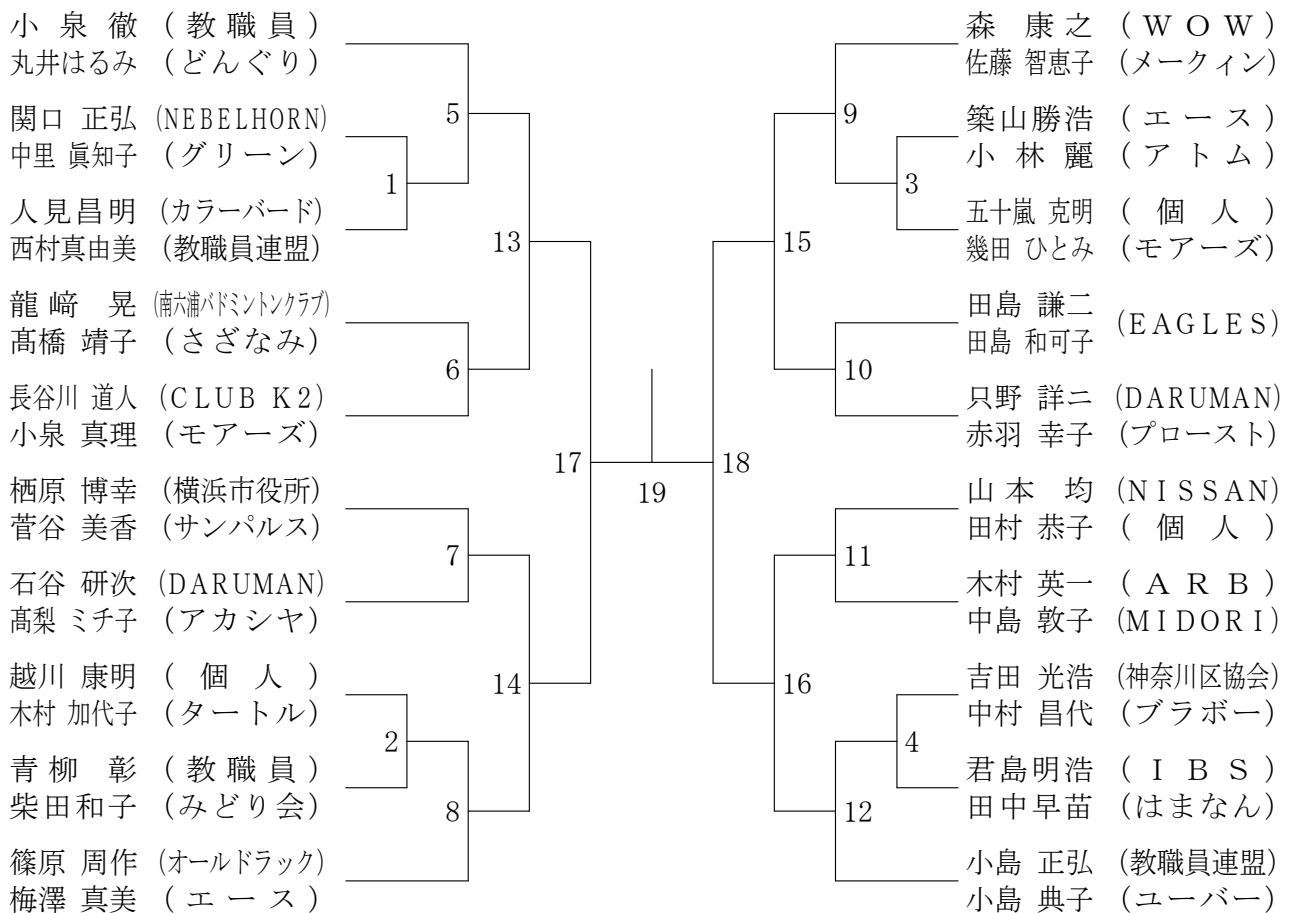 小泉 徹 (教職員)
丸井はるみ (どんぐり)
関口 正弘 (NEBELHORN)
中里 眞知子 (グリーン)
人見昌明 (カラーバード)
西村真由美 (教職員連盟)
龍﨑 晃 (南六浦バドミントンクラブ)
髙橋 靖子 (さざなみ)
長谷川 道人 (CLUB K2)
小泉 真理 (モアーズ)
栖原 博幸 (横浜市役所)
菅谷 美香 (サンパルス)
石谷 研次 (DARUMAN)
髙梨 ミチ子 (アカシヤ)
越川 康明 (個人)
木村 加代子 (タートル)
青柳 彰 (教職員)
柴田和子 (みどり会)
篠原 周作 (オールドラック)
梅澤 真美 (エース)
5
1
13
6
17
7
14
2
8
19
9
3
15
10
18
11
16
4
12
森 康之 (WOW)
佐藤 智恵子 (メークィン)
築山勝浩 (エース)
小林 麗 (アトム)
五十嵐 克明 (個人)
幾田 ひとみ (モアーズ)
田島 謙二
田島 和可子
(EAGLES)
只野 詳二 (DARUMAN)
赤羽 幸子 (プロースト)
山本 均 (NISSAN)
田村 恭子 (個人)
木村 英一 (ARB)
中島 敦子 (MIDORI)
吉田 光浩 (神奈川区協会)
中村 昌代 (ブラボー)
君島明浩 (IBS)
田中早苗 (はまなん)
小島 正弘 (教職員連盟)
小島 典子 (ユーバー)